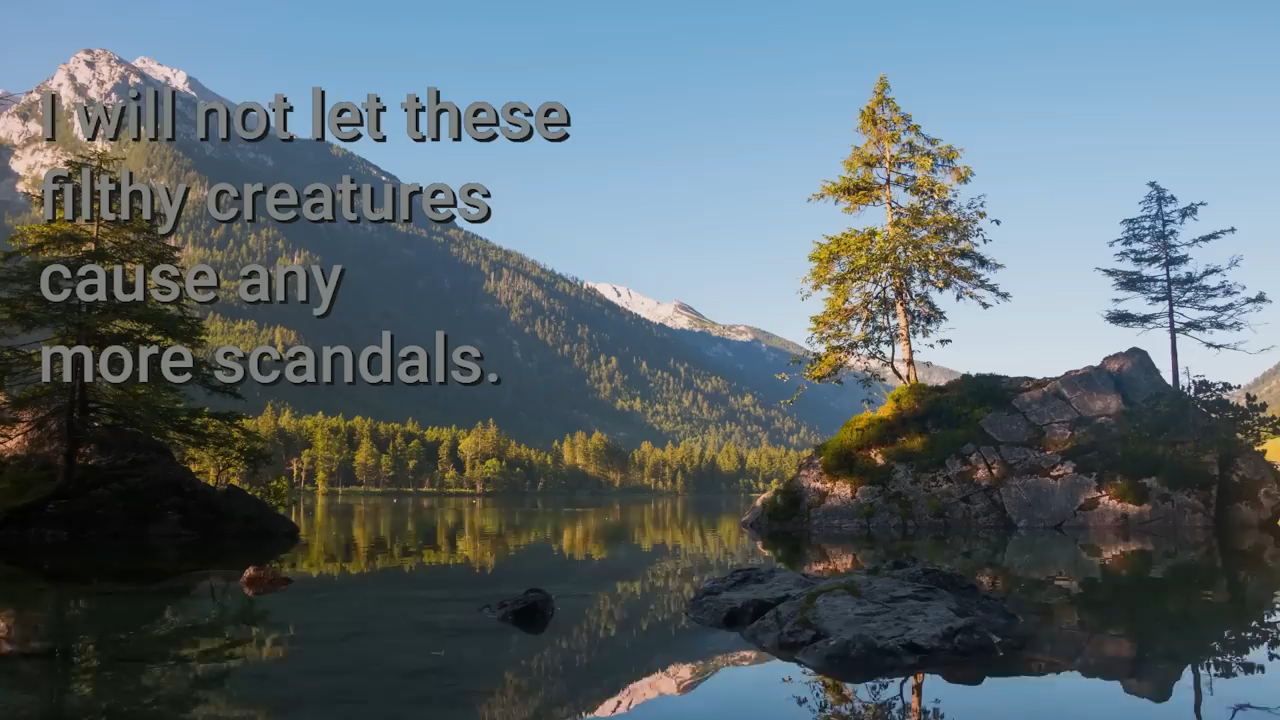 I will not let these
filthy creatures
cause any
more scandals.